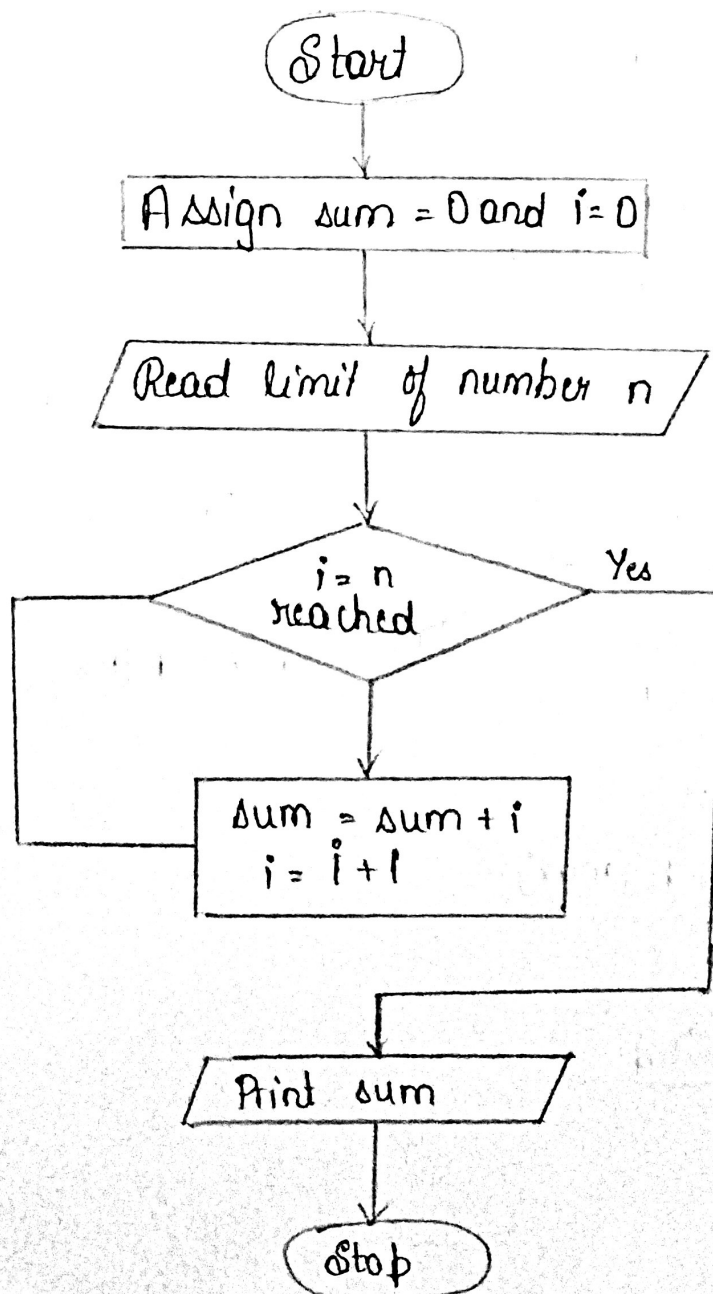 Start
Assign sum = 0 and i=0
Read limit of number n
i= n
reached
Yes
sum = sum + i
i = i + 1
Print sum
Stop